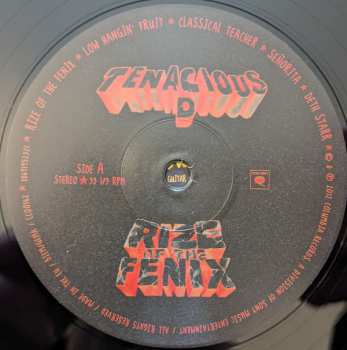 RIZE OF THE FENIX ★ LOW HANGIN' FRUIT ★ CLASSICAL TEACHER ★ SEÑORITA ★ DETH STARR ★
TENACIOUS
D
SIDE A
STEREO ★ 33 1/3 RPM
RIZE
OF THE
FENIX
℗ & © 2012 COLUMBIA RECORDS, A DIVISION OF SONY MUSIC ENTERTAINMENT / ALL RIGHTS RESERVED / MADE IN THE EU /